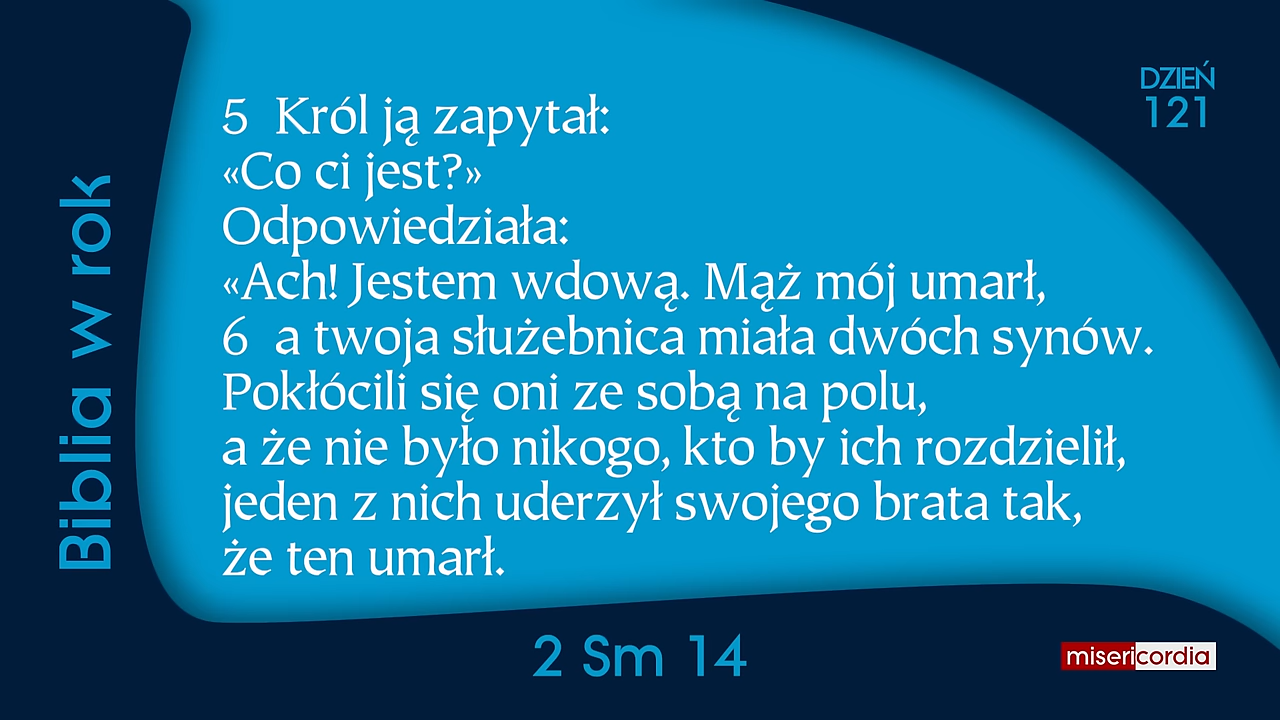 Biblia w rok
DZIEŃ
121
5 Król ją zapytał:
«Co ci jest?»
Odpowiedziała:
«Ach! Jestem wdową. Mąż mój umarł,
6 a twoja służebnica miała dwóch synów.
Pokłócili się oni ze sobą na polu,
a że nie było nikogo, kto by ich rozdzielił,
jeden z nich uderzył swojego brata tak,
że ten umarł.
2 Sm 14
misericordia